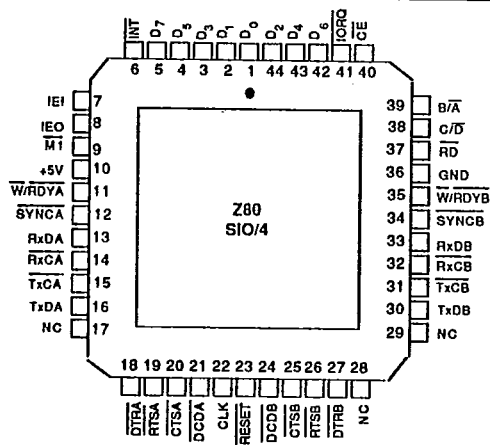 INT D7 D5 D3 D1 D0 D2 D4 D6 IORQ CE
6 5 4 3 2 1 44 43 42 41 40
IEI 7
IEO 8
M1 9
+5V 10
W/RDYA 11
SYNCA 12
RxDA 13
RxCA 14
TxCA 15
TxDA 16
NC 17
Z80
SIO/4
39 B/A
38 C/D
37 RD
36 GND
35 W/RDYB
34 SYNCB
33 RxDB
32 RxCB
31 TxCB
30 TxDB
29 NC
18 19 20 21 22 23 24 25 26 27 28
DTRA RTSA CTSA DCDA CLK RESET DCDB CTSB RTSB DTRB NC